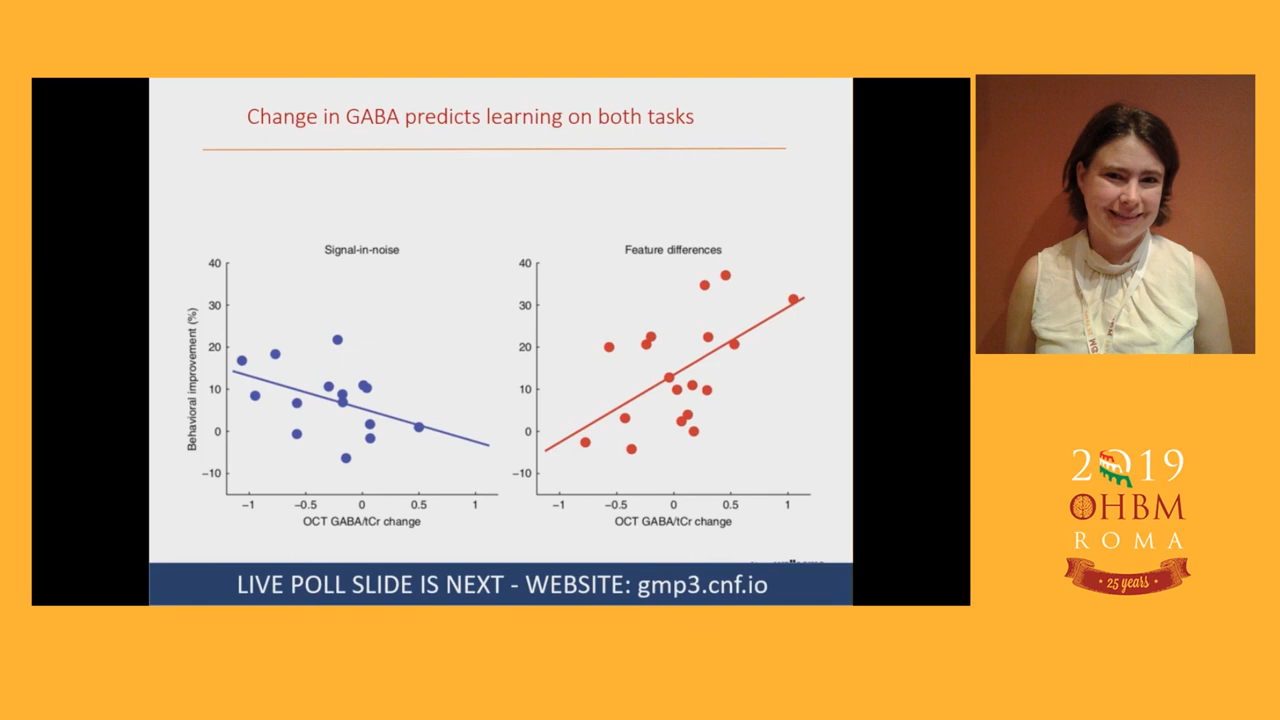 Change in GABA predicts learning on both tasks
Signal-in-noise
Feature differences
Behavioral improvement (%)
40
30
20
10
0
−10
−1
−0.5
0
0.5
1
OCT GABA/tCr change
40
30
20
10
0
−10
−1
−0.5
0
0.5
1
OCT GABA/tCr change
LIVE POLL SLIDE IS NEXT - WEBSITE: gmp3.cnf.io
2019
OHBM
ROMA
· 25 years ·